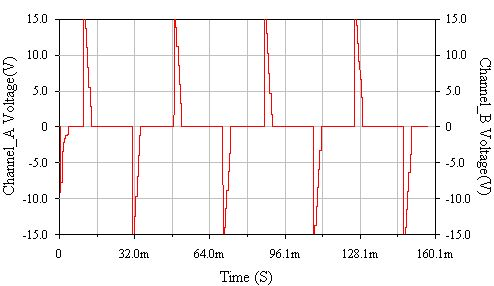 Channel_A Voltage(V)
15.0
10.0
5.0
0
-5.0
-10.0
-15.0
15.0
10.0
5.0
0
-5.0
-10.0
-15.0
Channel_B Voltage(V)
0
32.0m
64.0m
96.1m
128.1m
160.1m
Time (S)